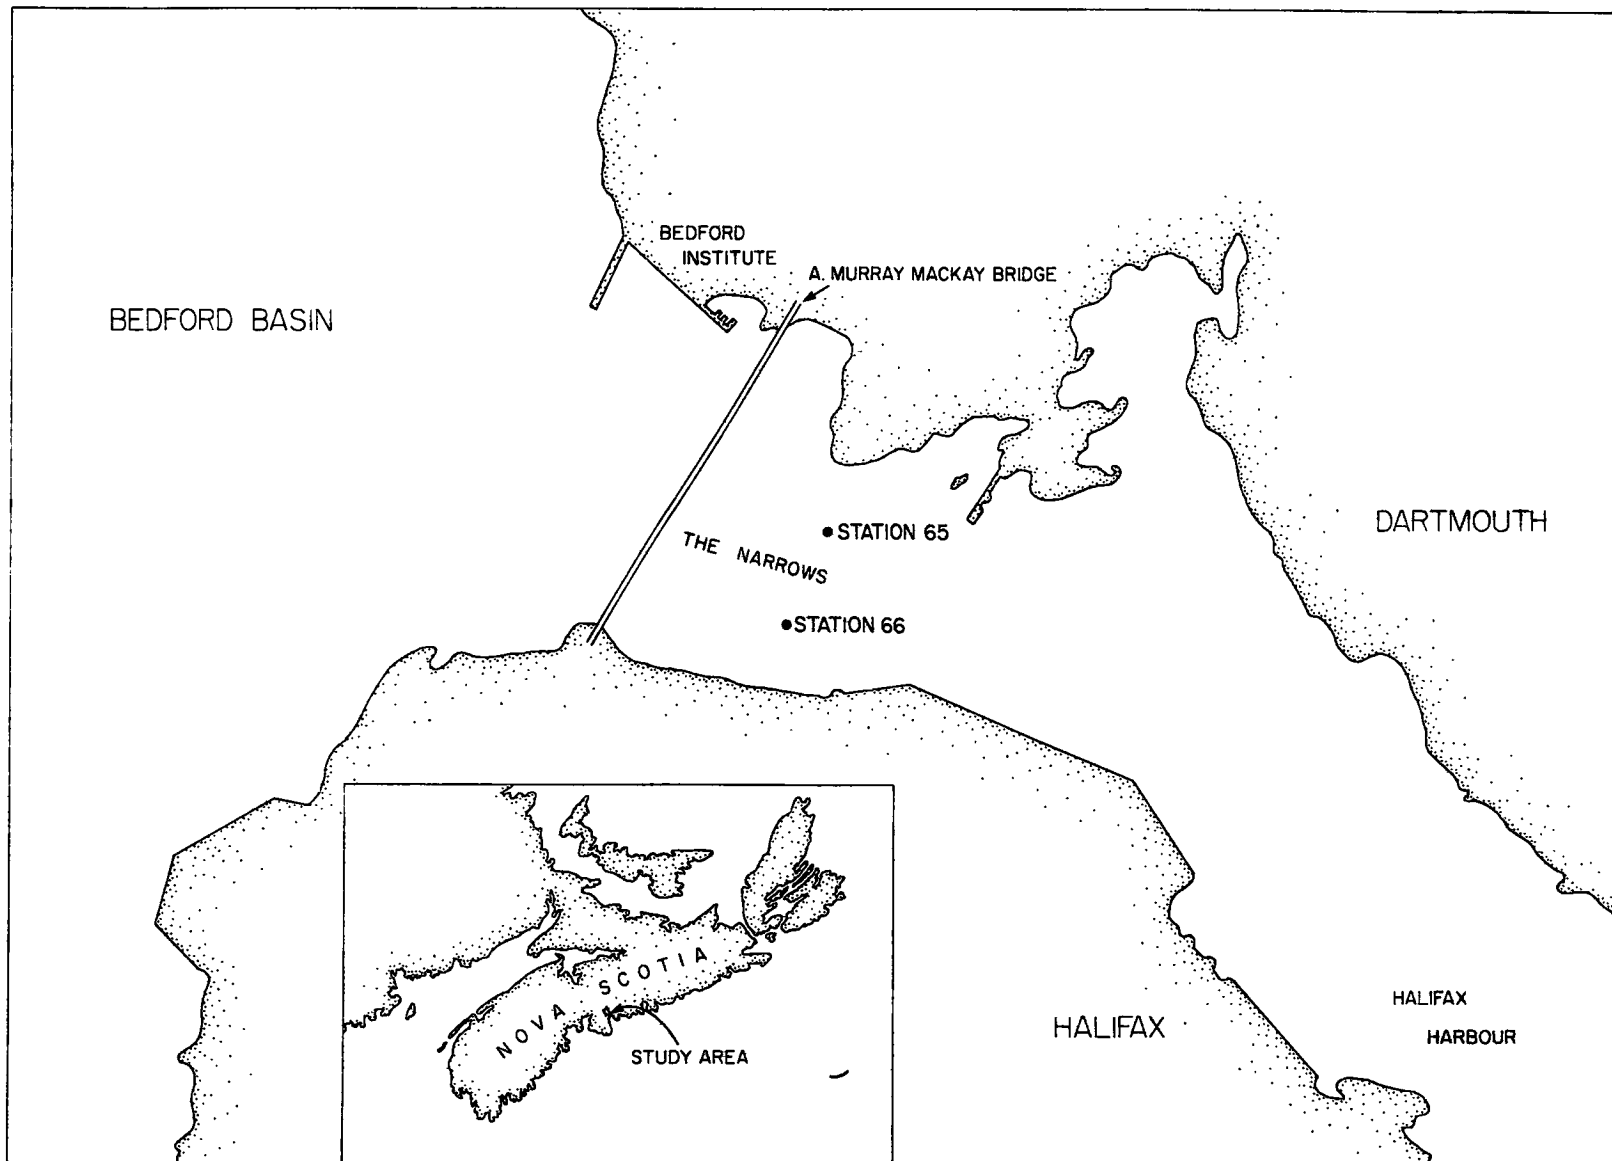 BEDFORD
INSTITUTE
A. MURRAY MACKAY BRIDGE
BEDFORD BASIN
STATION 65
DARTMOUTH
THE NARROWS
STATION 66
NOVA SCOTIA
STUDY AREA
HALIFAX
HALIFAX
HARBOUR